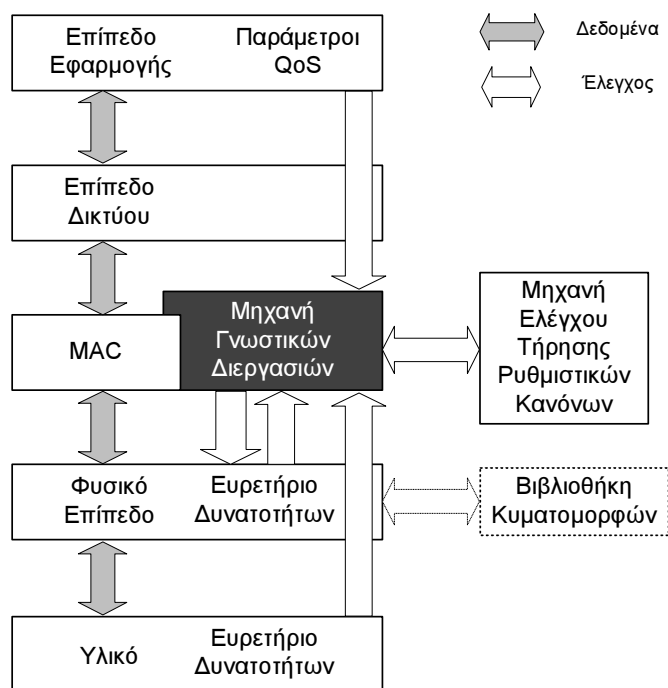 Επίπεδο
Εφαρμογής
Παράμετροι
QoS
Δεδομένα
Έλεγχος
Επίπεδο
Δικτύου
MAC
Μηχανή
Γνωστικών
Διεργασιών
Μηχανή
Ελέγχου
Τήρησης
Ρυθμιστικών
Κανόνων
Φυσικό
Επίπεδο
Ευρετήριο
Δυνατοτήτων
Βιβλιοθήκη
Κυματομορφών
Υλικό
Ευρετήριο
Δυνατοτήτων